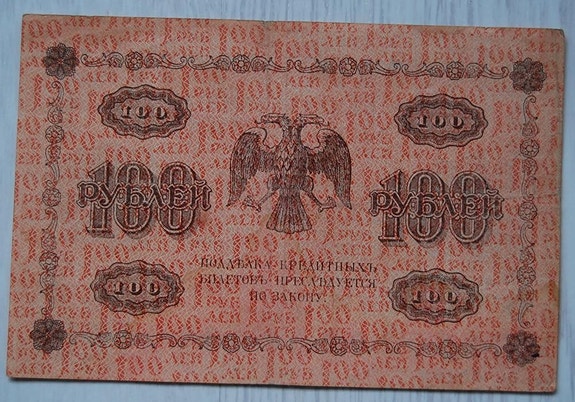 100 100
100 РУБЛЕЙ 100 РУБЛЕЙ
ПОДДѢЛКА КРЕДИТНЫХЪ
БИЛЕТОВЪ ПРЕСЛѢДУЕТСЯ
ПО ЗАКОНУ
100 100